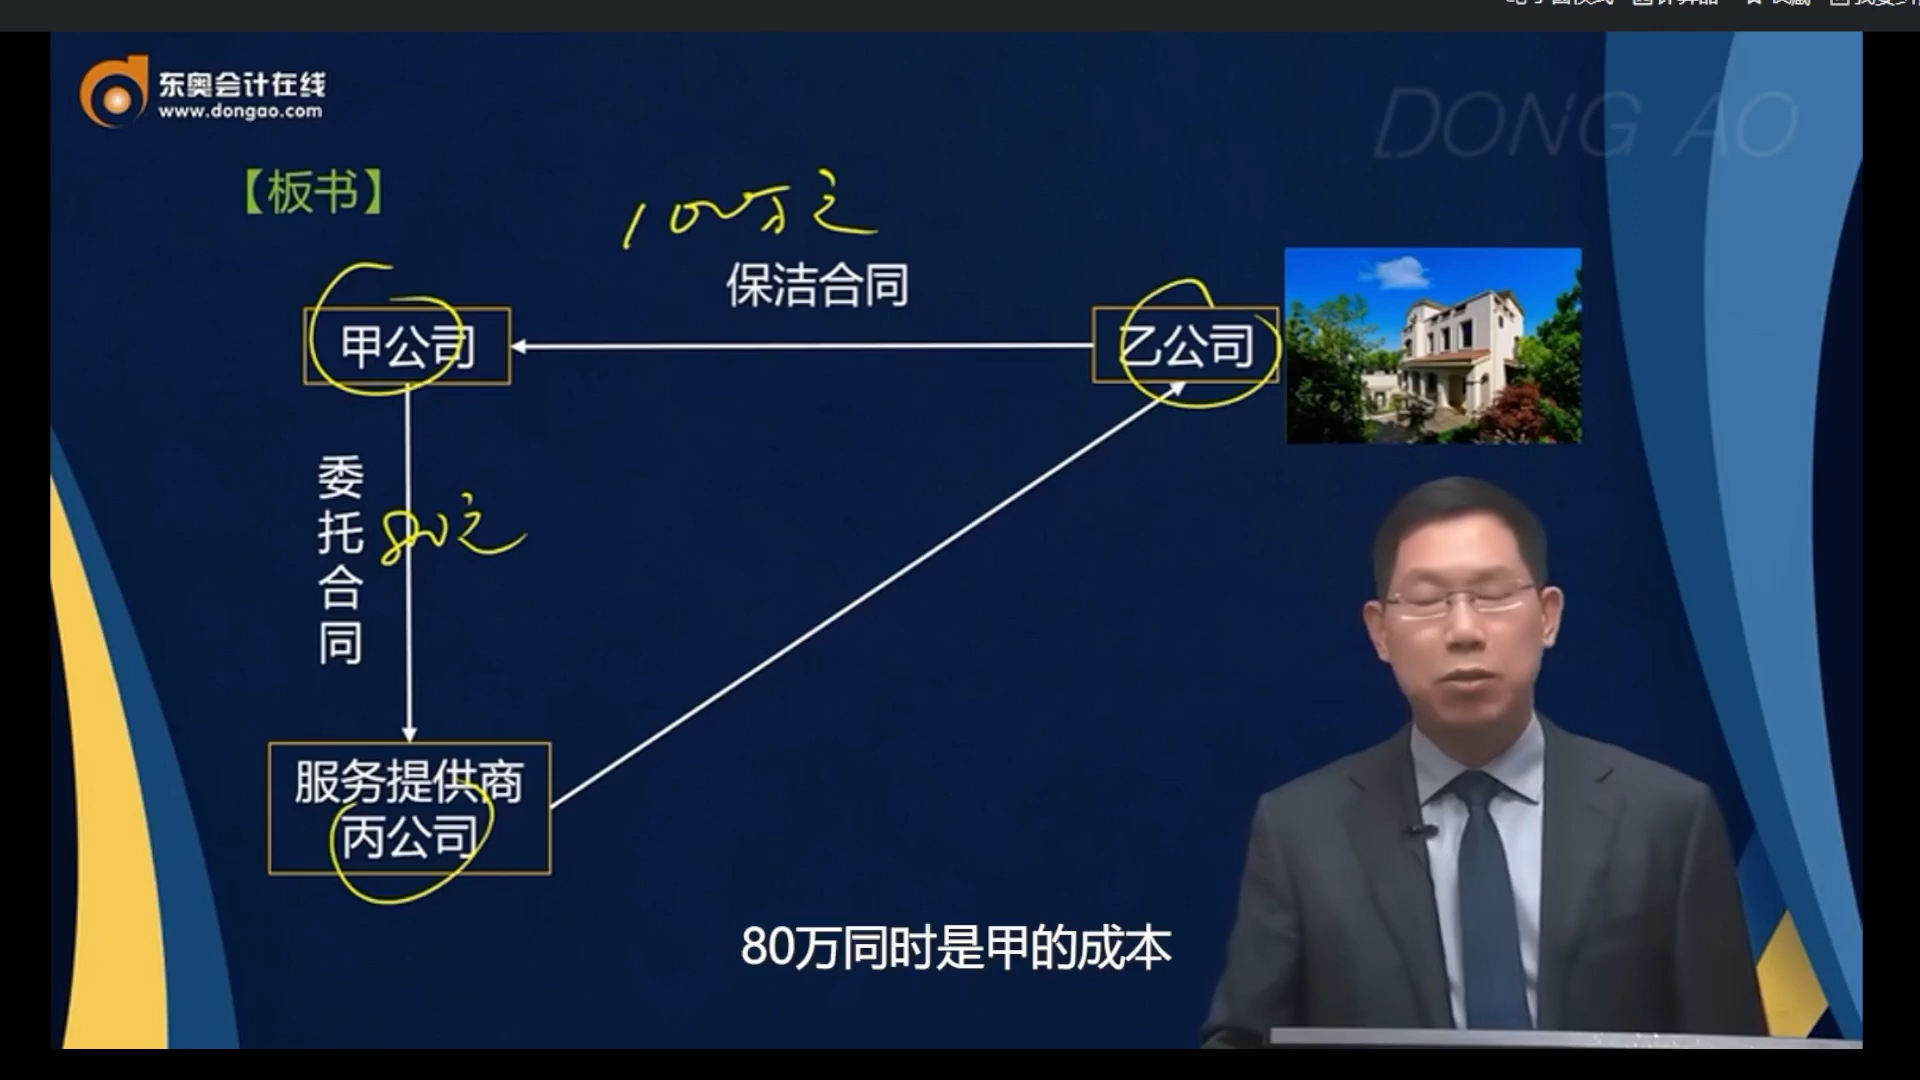 东奥会计在线
www.dongao.com
DONG AO
【板书】
100万元
保洁合同
甲公司
乙公司
委托合同
80元
服务提供商
丙公司
80万同时是甲的成本